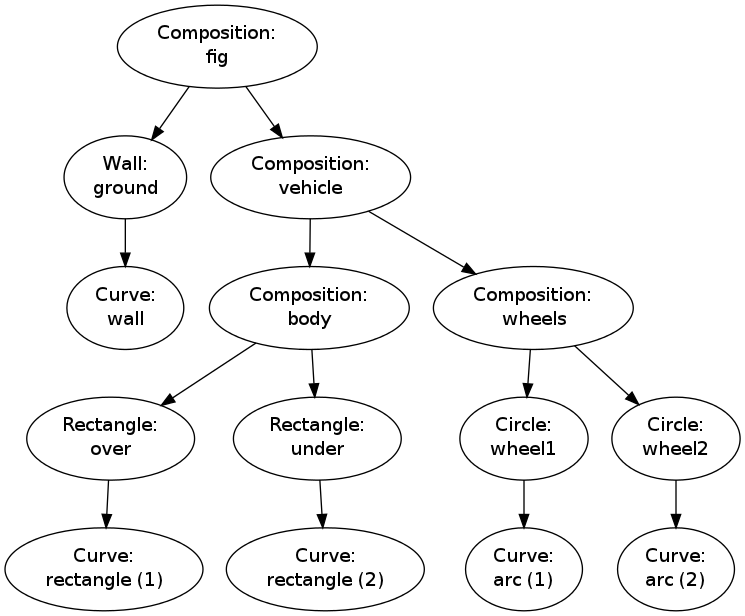 Composition:
fig
Wall:
ground
Composition:
vehicle
Curve:
wall
Composition:
body
Composition:
wheels
Rectangle:
over
Rectangle:
under
Circle:
wheel1
Circle:
wheel2
Curve:
rectangle (1)
Curve:
rectangle (2)
Curve:
arc (1)
Curve:
arc (2)